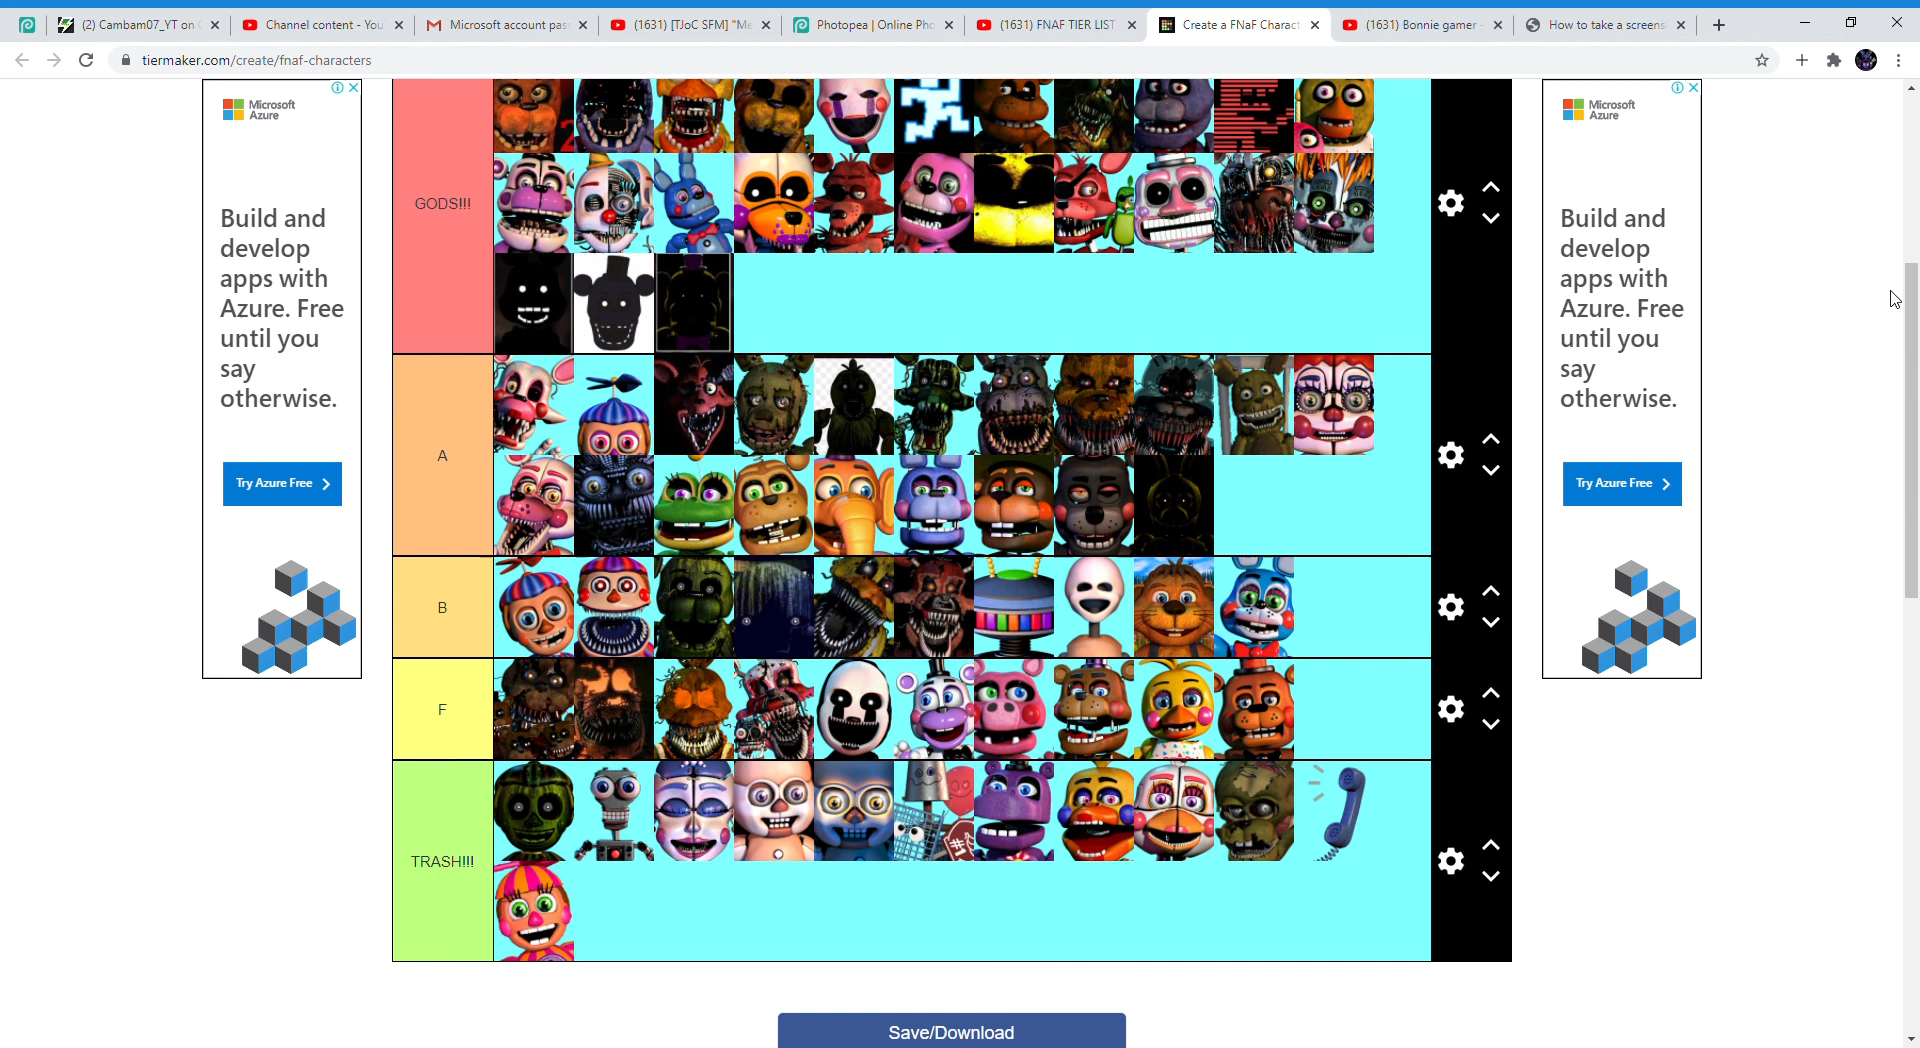 (2) Cambam07_YT on
Channel content - You
Microsoft account pas
(1631) [TJoC SFM] "Me
Photopea | Online Pho
(1631) FNAF TIER LIST
Create a FNaF Charact
(1631) Bonnie gamer -
How to take a screens
tiermaker.com/create/fnaf-characters
Microsoft
Azure
Build and
develop
apps with
Azure. Free
until you
say
otherwise.
Try Azure Free
GODS!!!
A
B
F
TRASH!!!
#1
Microsoft
Azure
Build and
develop
apps with
Azure. Free
until you
say
otherwise.
Try Azure Free
Save/Download